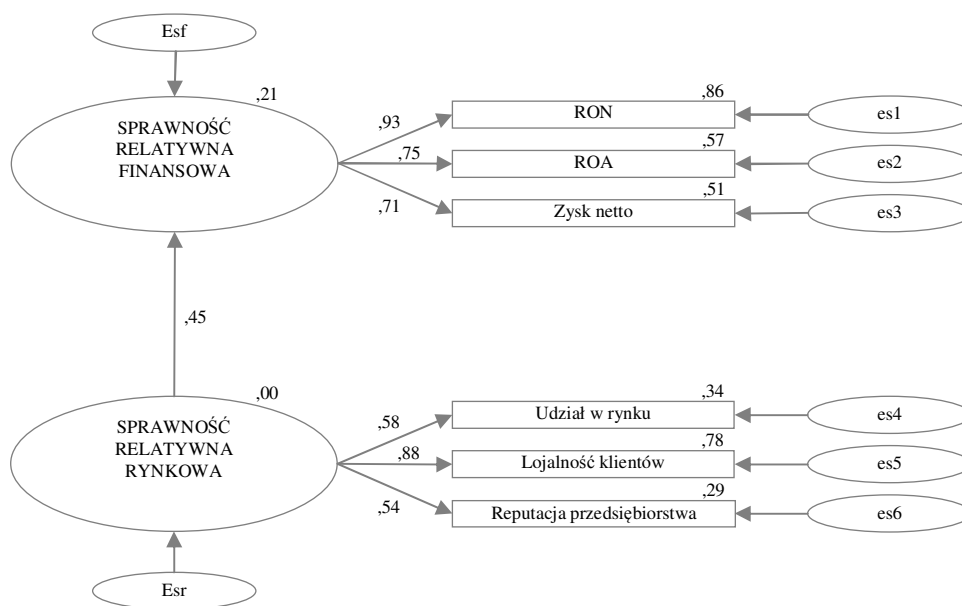 Esf
,21
SPRAWNOŚĆ
RELATYWNA
FINANSOWA
,93
,75
,71
,86
RON
es1
,57
ROA
es2
,51
Zysk netto
es3
,45
,00
SPRAWNOŚĆ
RELATYWNA
RYNKOWA
,58
,88
,54
,34
Udział w rynku
es4
,78
Lojalność klientów
es5
,29
Reputacja przedsiębiorstwa
es6
Esr